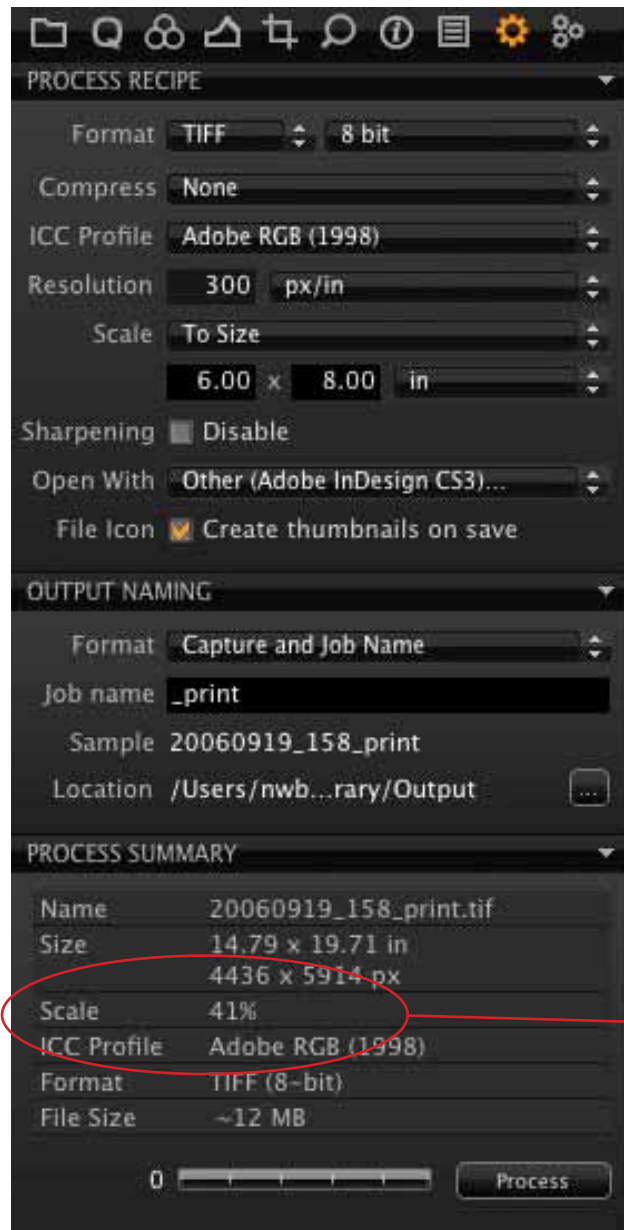 PROCESS RECIPE
Format TIFF 8 bit
Compress None
ICC Profile Adobe RGB (1998)
Resolution 300 px/in
Scale To Size
6.00 x 8.00 in
Sharpening Disable
Open With Other (Adobe InDesign CS3)...
File Icon Create thumbnails on save
OUTPUT NAMING
Format Capture and Job Name
Job name _print
Sample 20060919_158_print
Location /Users/nwb...rary/Output ...
PROCESS SUMMARY
Name 20060919_158_print.tif
Size 14.79 x 19.71 in
4436 x 5914 px
Scale 41%
ICC Profile Adobe RGB (1998)
Format TIFF (8-bit)
File Size ~12 MB
0 Process